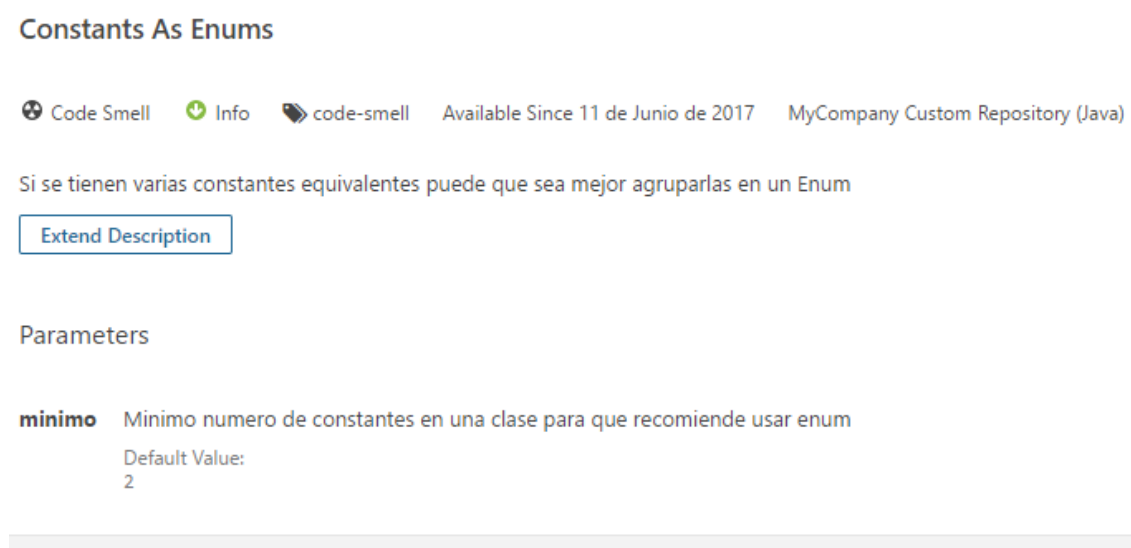 Constants As Enums
Code Smell Info code-smell Available Since 11 de Junio de 2017 MyCompany Custom Repository (Java)
Si se tienen varias constantes equivalentes puede que sea mejor agruparlas en un Enum
Extend Description
Parameters
minimo Minimo numero de constantes en una clase para que recomiende usar enum
Default Value:
2